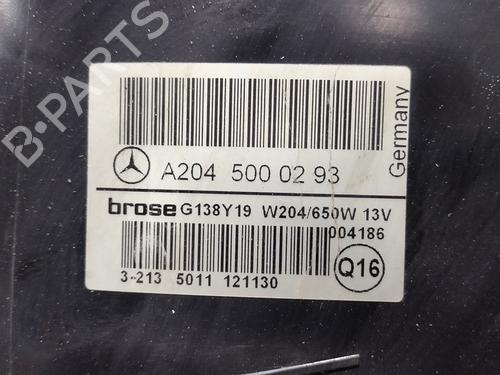 B-PARTS
A204 500 02 93
Germany
brose G138Y19 W204/650W 13V
004186
3-213 5011 121130
Q16